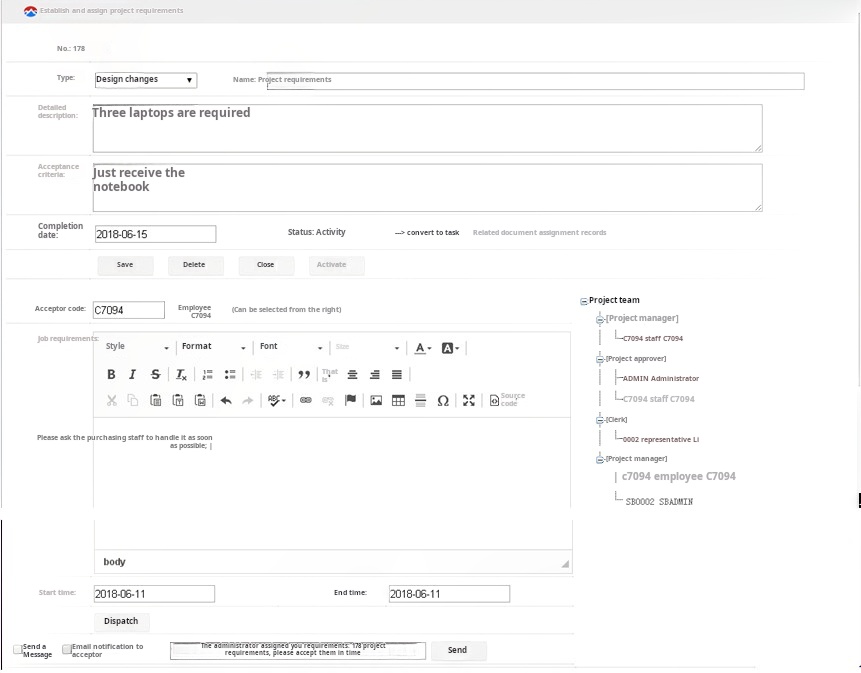 Establish and assign project requirements
No.: 178
Type:
Design changes
Name: Project requirements
Detailed
description:
Three laptops are required
Acceptance
criteria:
Just receive the
notebook
Completion
date:
2018-06-15
Status: Activity
---> convert to task
Related document assignment records
Save
Delete
Close
Activate
Acceptor code:
C7094
Employee
C7094
(Can be selected from the right)
Project team
[Project manager]
C7094 staff C7094
[Project approver]
ADMIN Administrator
C7094 staff C7094
[Clerk]
0002 representative Li
[Project manager]
c7094 employee C7094
SB0002 SBADMIN
Job requirements:
Style
Format
Font
Size
A
A
B I S Tx
That
is
ABC
Ω
Source
code
Please ask the purchasing staff to handle it as soon
as possible; |
body
Start time:
2018-06-11
End time:
2018-06-11
Dispatch
Send a
Message
Email notification to
acceptor
The administrator assigned you requirements: 178 project
requirements, please accept them in time
Send